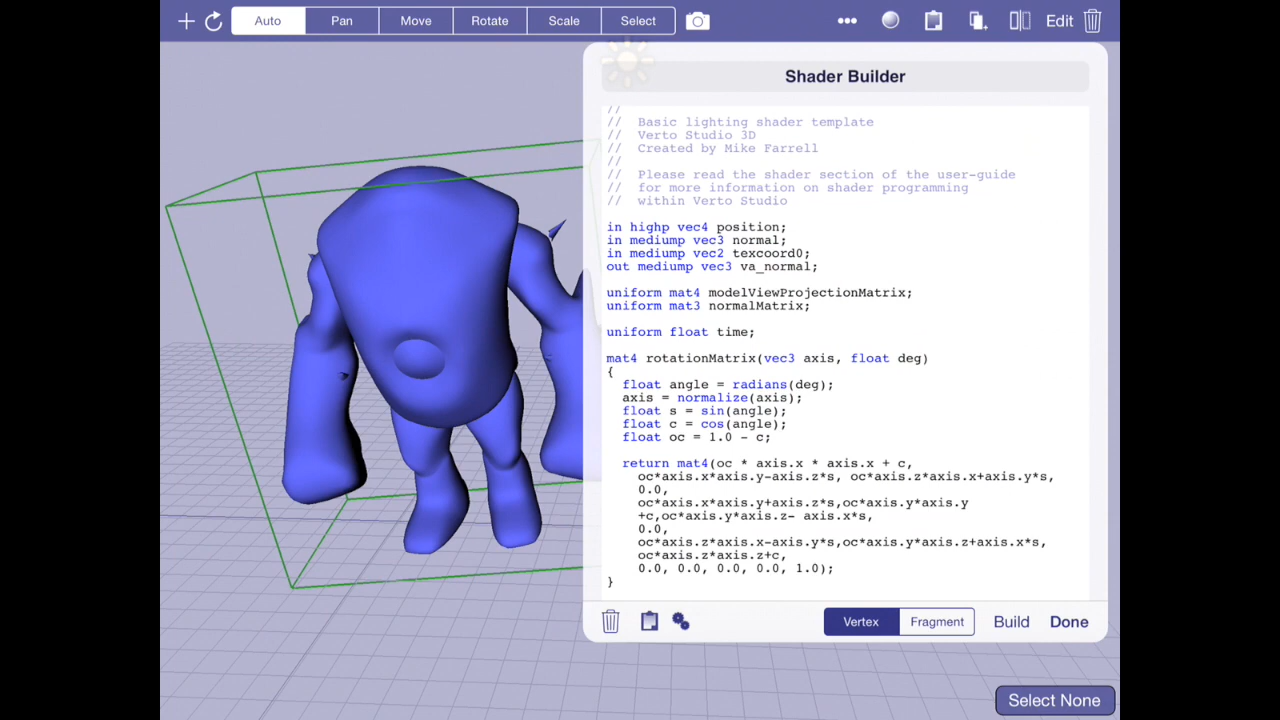 Auto Pan Move Rotate Scale Select Edit
Shader Builder
//
//  Basic lighting shader template
//  Verto Studio 3D
//  Created by Mike Farrell
//
//  Please read the shader section of the user-guide
//  for more information on shader programming
//  within Verto Studio
in highp vec4 position;
in mediump vec3 normal;
in mediump vec2 texcoord0;
out mediump vec3 va_normal;
uniform mat4 modelViewProjectionMatrix;
uniform mat3 normalMatrix;
uniform float time;
mat4 rotationMatrix(vec3 axis, float deg)
{
float angle = radians(deg);
axis = normalize(axis);
float s = sin(angle);
float c = cos(angle);
float oc = 1.0 - c;
return mat4(oc * axis.x * axis.x + c,
oc*axis.x*axis.y-axis.z*s, oc*axis.z*axis.x+axis.y*s,
0.0,
oc*axis.x*axis.y+axis.z*s,oc*axis.y*axis.y
+c,oc*axis.y*axis.z- axis.x*s,
0.0,
oc*axis.z*axis.x-axis.y*s,oc*axis.y*axis.z+axis.x*s,
oc*axis.z*axis.z+c,
0.0, 0.0, 0.0, 0.0, 1.0);
}
Vertex Fragment Build Done
Select None